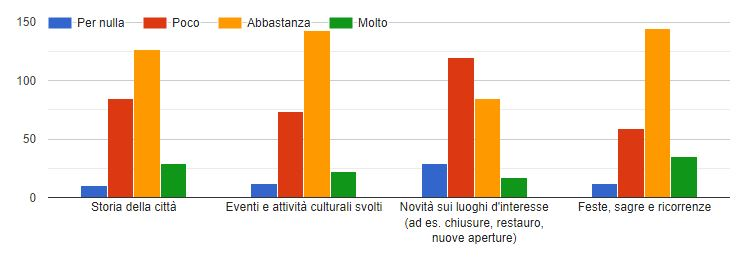 150
Per nulla
Poco
Abbastanza
Molto
100
50
0
Storia della città
Eventi e attività culturali svolti
Novità sui luoghi d'interesse
(ad es. chiusure, restauro,
nuove aperture)
Feste, sagre e ricorrenze